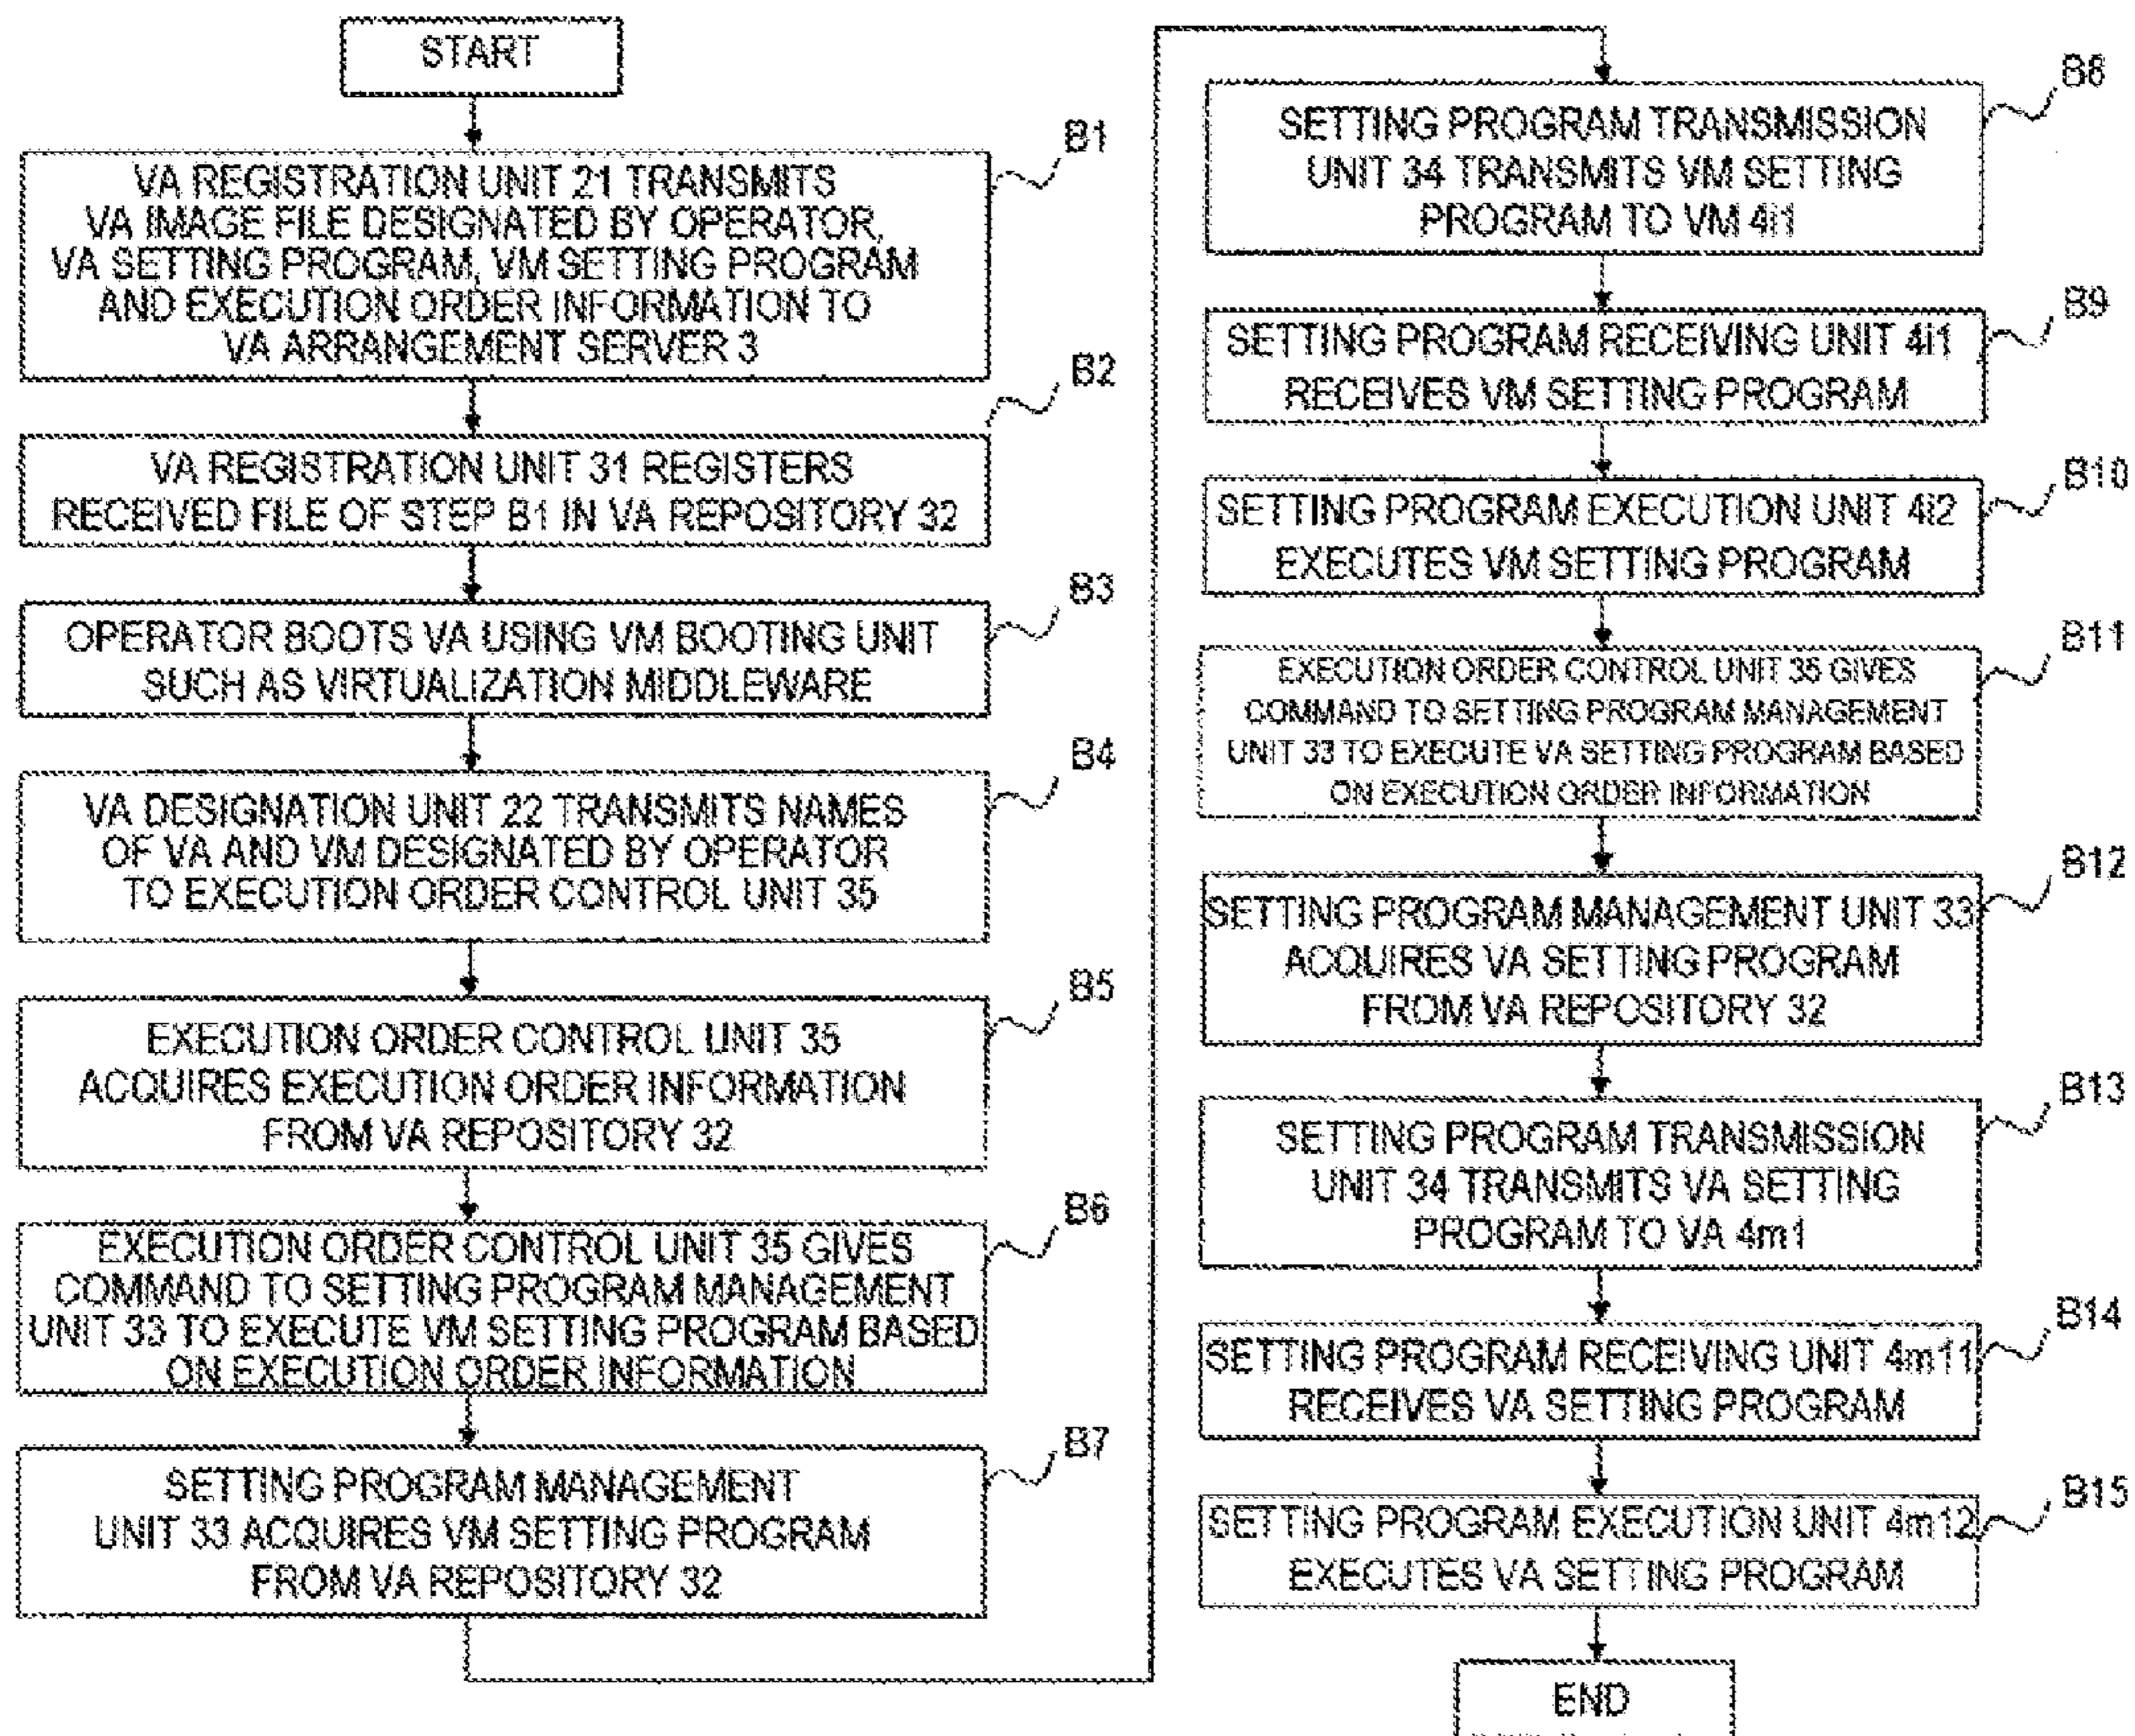 START
B1
VA REGISTRATION UNIT 21 TRANSMITS
VA IMAGE FILE DESIGNATED BY OPERATOR,
VA SETTING PROGRAM, VM SETTING PROGRAM
AND EXECUTION ORDER INFORMATION TO
VA ARRANGEMENT SERVER 3
B2
VA REGISTRATION UNIT 31 REGISTERS
RECEIVED FILE OF STEP B1 IN VA REPOSITORY 32
B3
OPERATOR BOOTS VA USING VM BOOTING UNIT
SUCH AS VIRTUALIZATION MIDDLEWARE
B4
VA DESIGNATION UNIT 22 TRANSMITS NAMES
OF VA AND VM DESIGNATED BY OPERATOR
TO EXECUTION ORDER CONTROL UNIT 35
B5
EXECUTION ORDER CONTROL UNIT 35
ACQUIRES EXECUTION ORDER INFORMATION
FROM VA REPOSITORY 32
B6
EXECUTION ORDER CONTROL UNIT 35 GIVES
COMMAND TO SETTING PROGRAM MANAGEMENT
UNIT 33 TO EXECUTE VM SETTING PROGRAM BASED
ON EXECUTION ORDER INFORMATION
B7
SETTING PROGRAM MANAGEMENT
UNIT 33 ACQUIRES VM SETTING PROGRAM
FROM VA REPOSITORY 32
B8
SETTING PROGRAM TRANSMISSION
UNIT 34 TRANSMITS VM SETTING
PROGRAM TO VM 4i1
B9
SETTING PROGRAM RECEIVING UNIT 4i1
RECEIVES VM SETTING PROGRAM
B10
SETTING PROGRAM EXECUTION UNIT 4i2
EXECUTES VM SETTING PROGRAM
B11
EXECUTION ORDER CONTROL UNIT 35 GIVES
COMMAND TO SETTING PROGRAM MANAGEMENT
UNIT 33 TO EXECUTE VA SETTING PROGRAM BASED
ON EXECUTION ORDER INFORMATION
B12
SETTING PROGRAM MANAGEMENT UNIT 33
ACQUIRES VA SETTING PROGRAM
FROM VA REPOSITORY 32
B13
SETTING PROGRAM TRANSMISSION
UNIT 34 TRANSMITS VA SETTING
PROGRAM TO VA 4m1
B14
SETTING PROGRAM RECEIVING UNIT 4m11
RECEIVES VA SETTING PROGRAM
B15
SETTING PROGRAM EXECUTION UNIT 4m12
EXECUTES VA SETTING PROGRAM
END